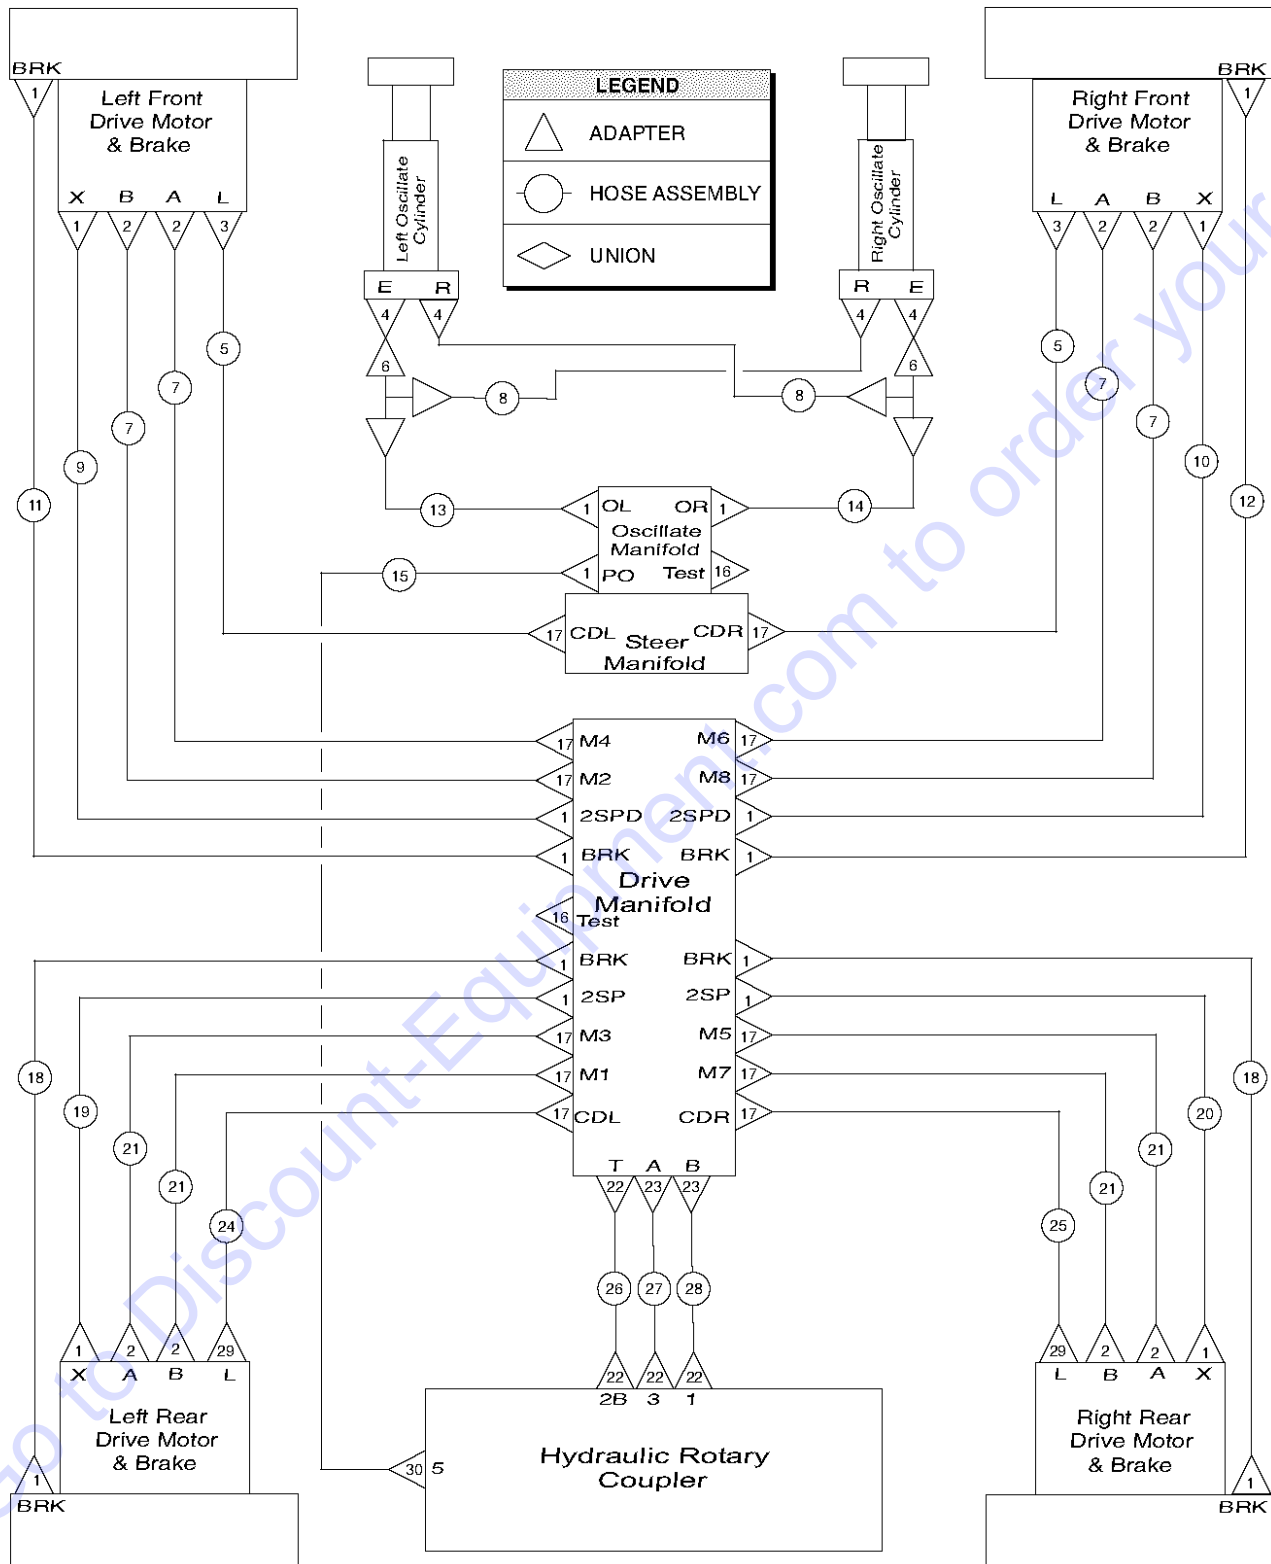 BRK
1
Left Front
Drive Motor
& Brake
X B A L
1 2 2 3
Left Oscillate
Cylinder
E R
4 4
6
LEGEND
ADAPTER
HOSE ASSEMBLY
UNION
Right Oscillate
Cylinder
R E
4 4
6
BRK
1
Right Front
Drive Motor
& Brake
L A B X
3 2 2 1
5
7
7
9
11
8
8
5
7
7
10
12
13
14
15
1 OL OR 1
Oscillate
Manifold
1 PO Test 16
17 CDL CDR 17
Steer
Manifold
17 M4 M6 17
17 M2 M8 17
1 2SPD 2SPD 1
1 BRK BRK 1
Drive
Manifold
16 Test
1 BRK BRK 1
1 2SP 2SP 1
17 M3 M5 17
17 M1 M7 17
17 CDL CDR 17
T A B
22 23 23
18
19
21
21
24
26 27 28
25
21
21
20
18
1 2 2 29
X A B L
Left Rear
Drive Motor
& Brake
1
BRK
22 22 22
2B 3 1
30 5
Hydraulic Rotary
Coupler
29 2 2 1
L B A X
Right Rear
Drive Motor
& Brake
1
BRK
go to Discount-Equipment.com to order your